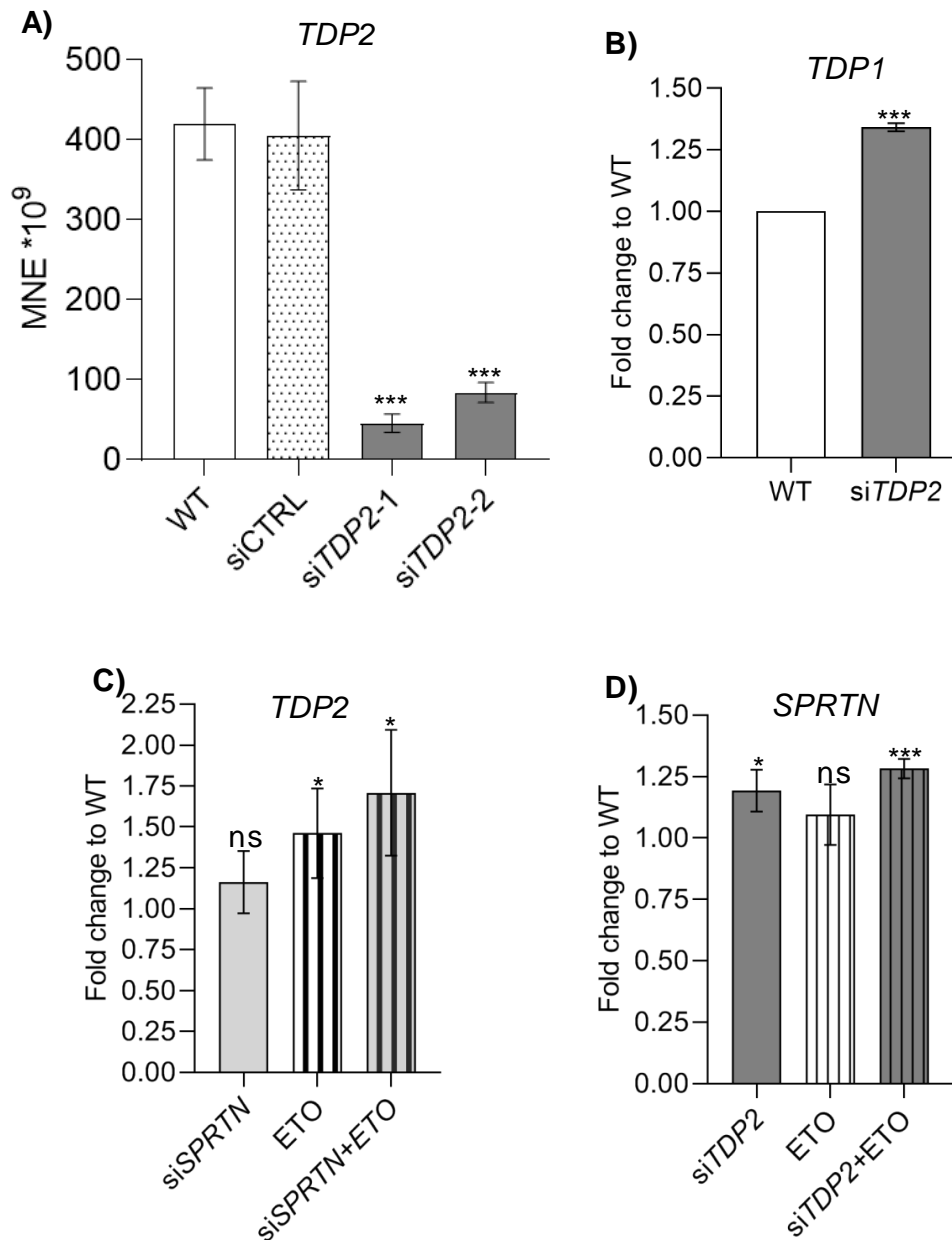 A)
TDP2
MNE *10⁹
500
400
300
200
100
0
***
***
WT
siCTRL
siTDP2-1
siTDP2-2
B)
TDP1
Fold change to WT
1.50
1.25
1.00
0.75
0.50
0.25
0.00
***
WT
siTDP2
C)
TDP2
Fold change to WT
2.25
2.00
1.75
1.50
1.25
1.00
0.75
0.50
0.25
0.00
ns
*
*
siSPRTN
ETO
siSPRTN+ETO
D)
SPRTN
Fold change to WT
1.50
1.25
1.00
0.75
0.50
0.25
0.00
*
ns
***
siTDP2
ETO
siTDP2+ETO